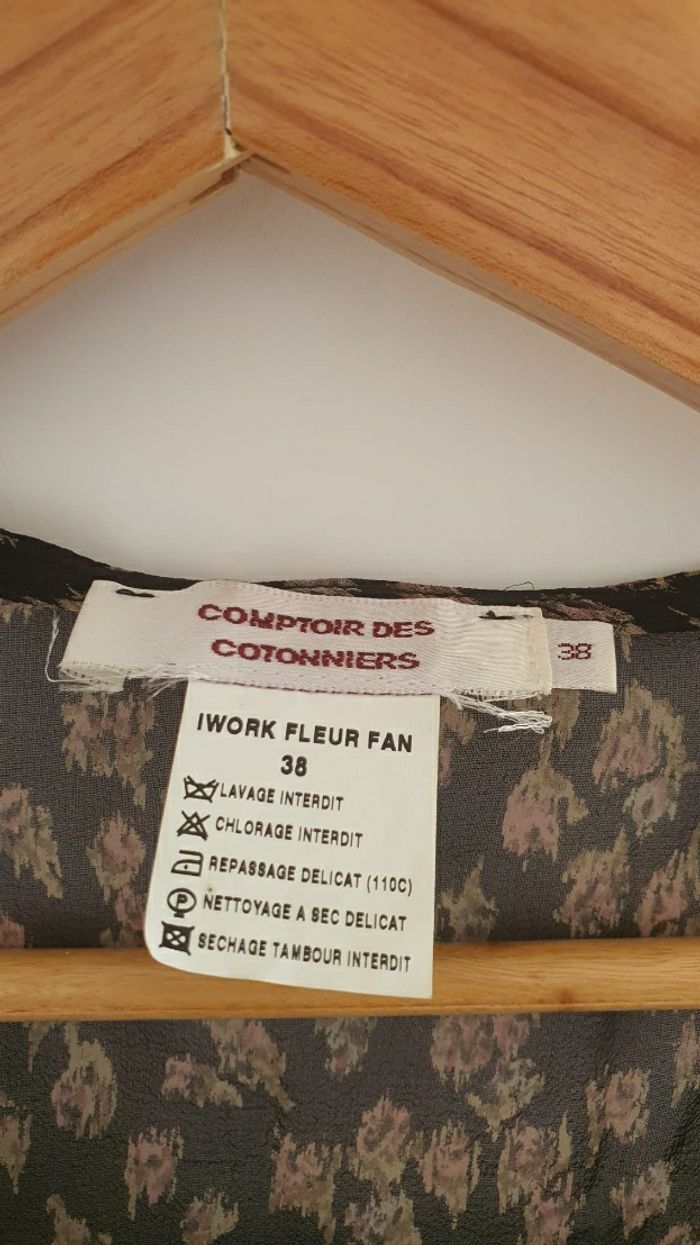 COMPTOIR DES
COTONNIERS
38
IWORK FLEUR FAN
38
LAVAGE INTERDIT
CHLORAGE INTERDIT
REPASSAGE DELICAT (110C)
P NETTOYAGE A SEC DELICAT
SECHAGE TAMBOUR INTERDIT